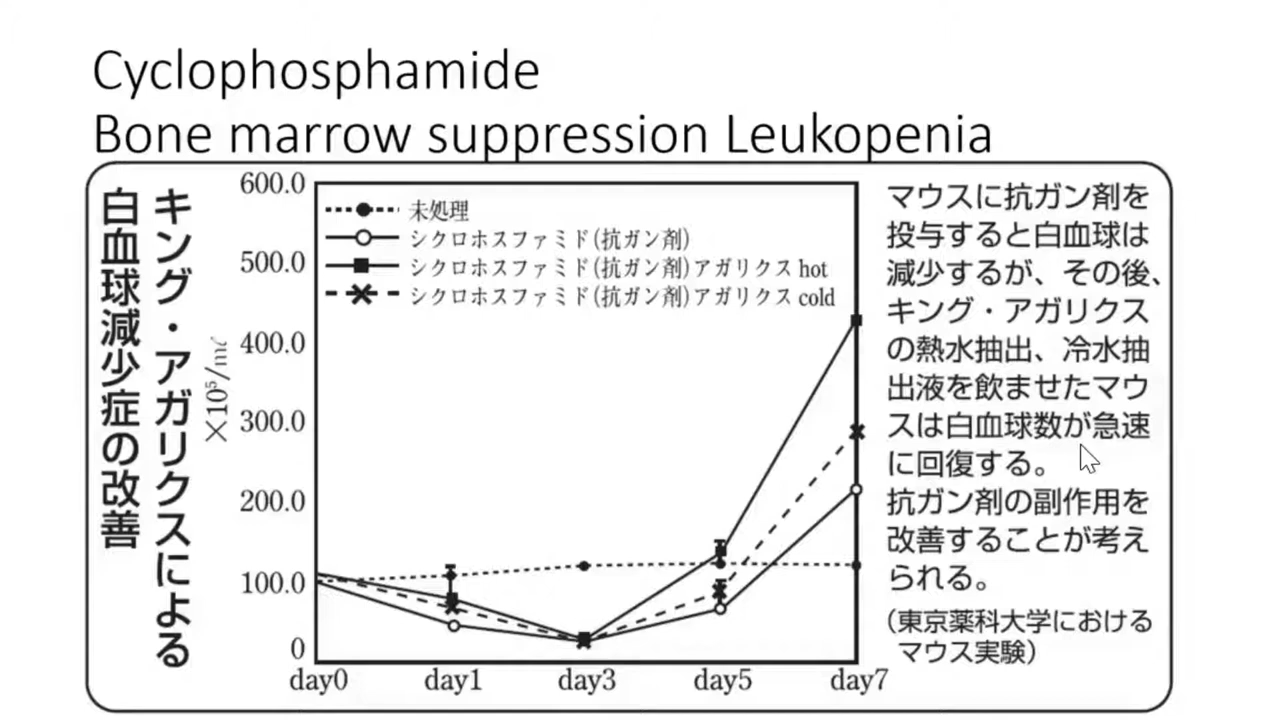 Cyclophosphamide
Bone marrow suppression Leukopenia
キング・アガリクスによる
白血球減少症の改善
×10⁵/mℓ
600.0
500.0
400.0
300.0
200.0
100.0
0
未処理
シクロホスファミド(抗ガン剤)
シクロホスファミド(抗ガン剤)アガリクス hot
シクロホスファミド(抗ガン剤)アガリクス cold
day0 day1 day3 day5 day7
マウスに抗ガン剤を
投与すると白血球は
減少するが、その後、
キング・アガリクス
の熱水抽出、冷水抽
出液を飲ませたマウ
スは白血球数が急速
に回復する。
抗ガン剤の副作用を
改善することが考え
られる。
(東京薬科大学における
マウス実験)